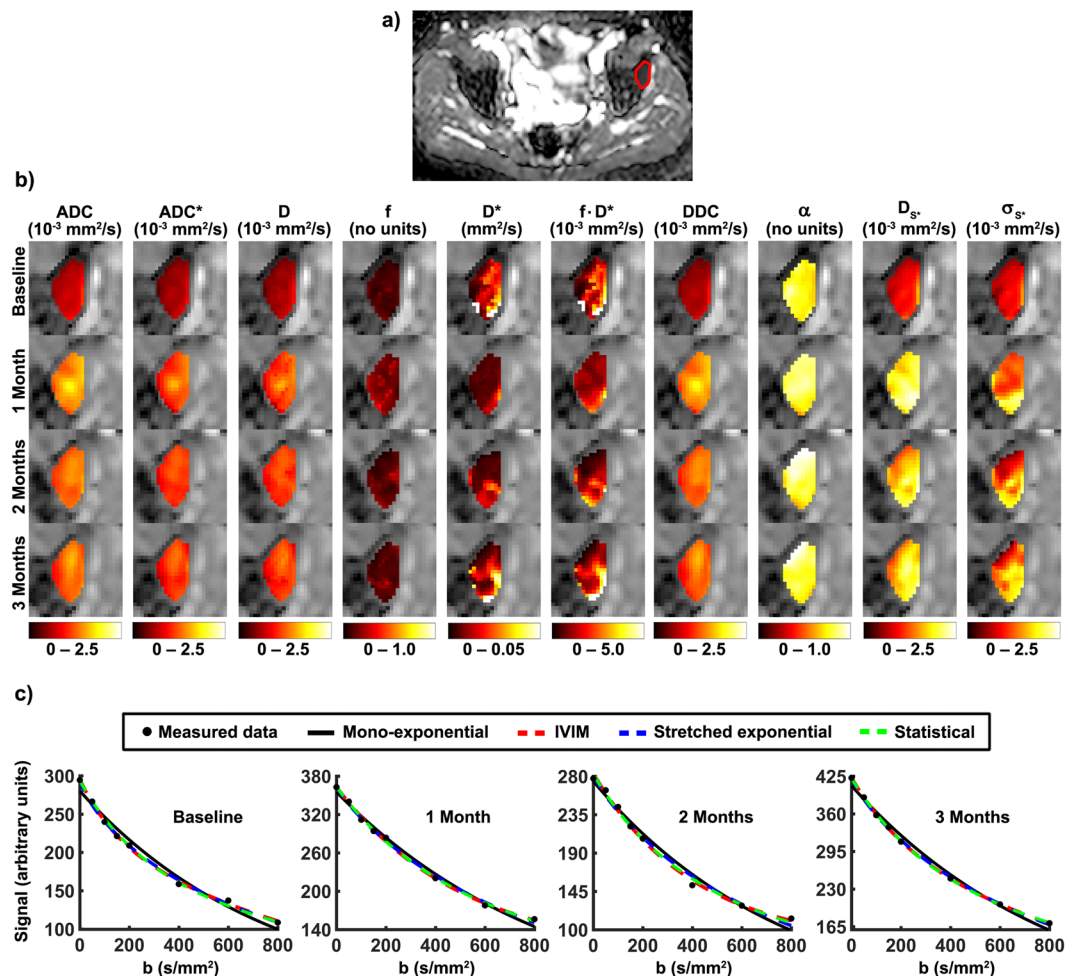 a)
b)
ADC ADC* D f D* f · D* DDC α D_S* σ_S*
(10⁻³ mm²/s) (10⁻³ mm²/s) (10⁻³ mm²/s) (no units) (mm²/s) (10⁻³ mm²/s) (10⁻³ mm²/s) (no units) (10⁻³ mm²/s) (10⁻³ mm²/s)
Baseline
1 Month
2 Months
3 Months
0 – 2.5 0 – 2.5 0 – 2.5 0 – 1.0 0 – 0.05 0 – 5.0 0 – 2.5 0 – 1.0 0 – 2.5 0 – 2.5
c)
Measured data Mono-exponential IVIM Stretched exponential Statistical
Signal (arbitrary units)
300
250
200
150
100
Baseline
0 200 400 600 800
b (s/mm²)
380
320
260
200
140
1 Month
0 200 400 600 800
b (s/mm²)
280
235
190
145
100
2 Months
0 200 400 600 800
b (s/mm²)
425
360
295
230
165
3 Months
0 200 400 600 800
b (s/mm²)